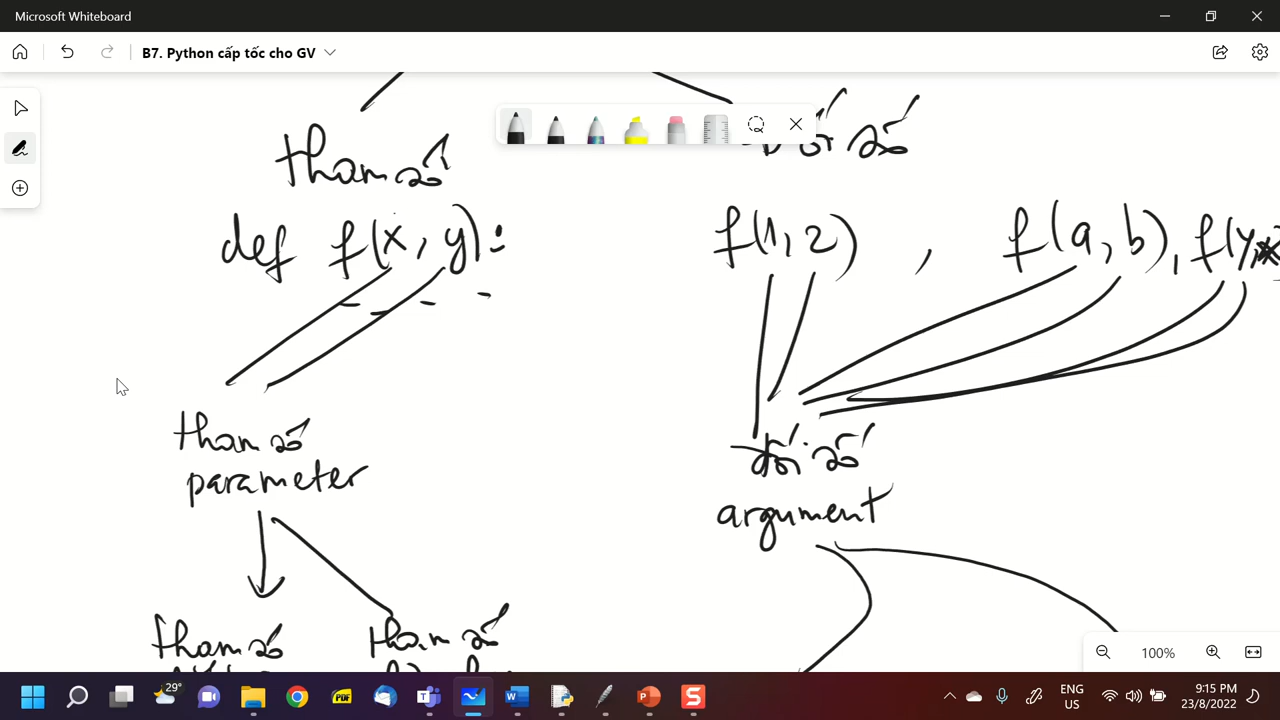 Microsoft Whiteboard
B7. Python cấp tốc cho GV
tham số
đối số
def f(x, y):
f(1, 2) , f(a, b), f(y, x)
tham số
parameter
đối số
argument
tham số
tham số
100%
29°
PDF
ENG
US
9:15 PM
23/8/2022